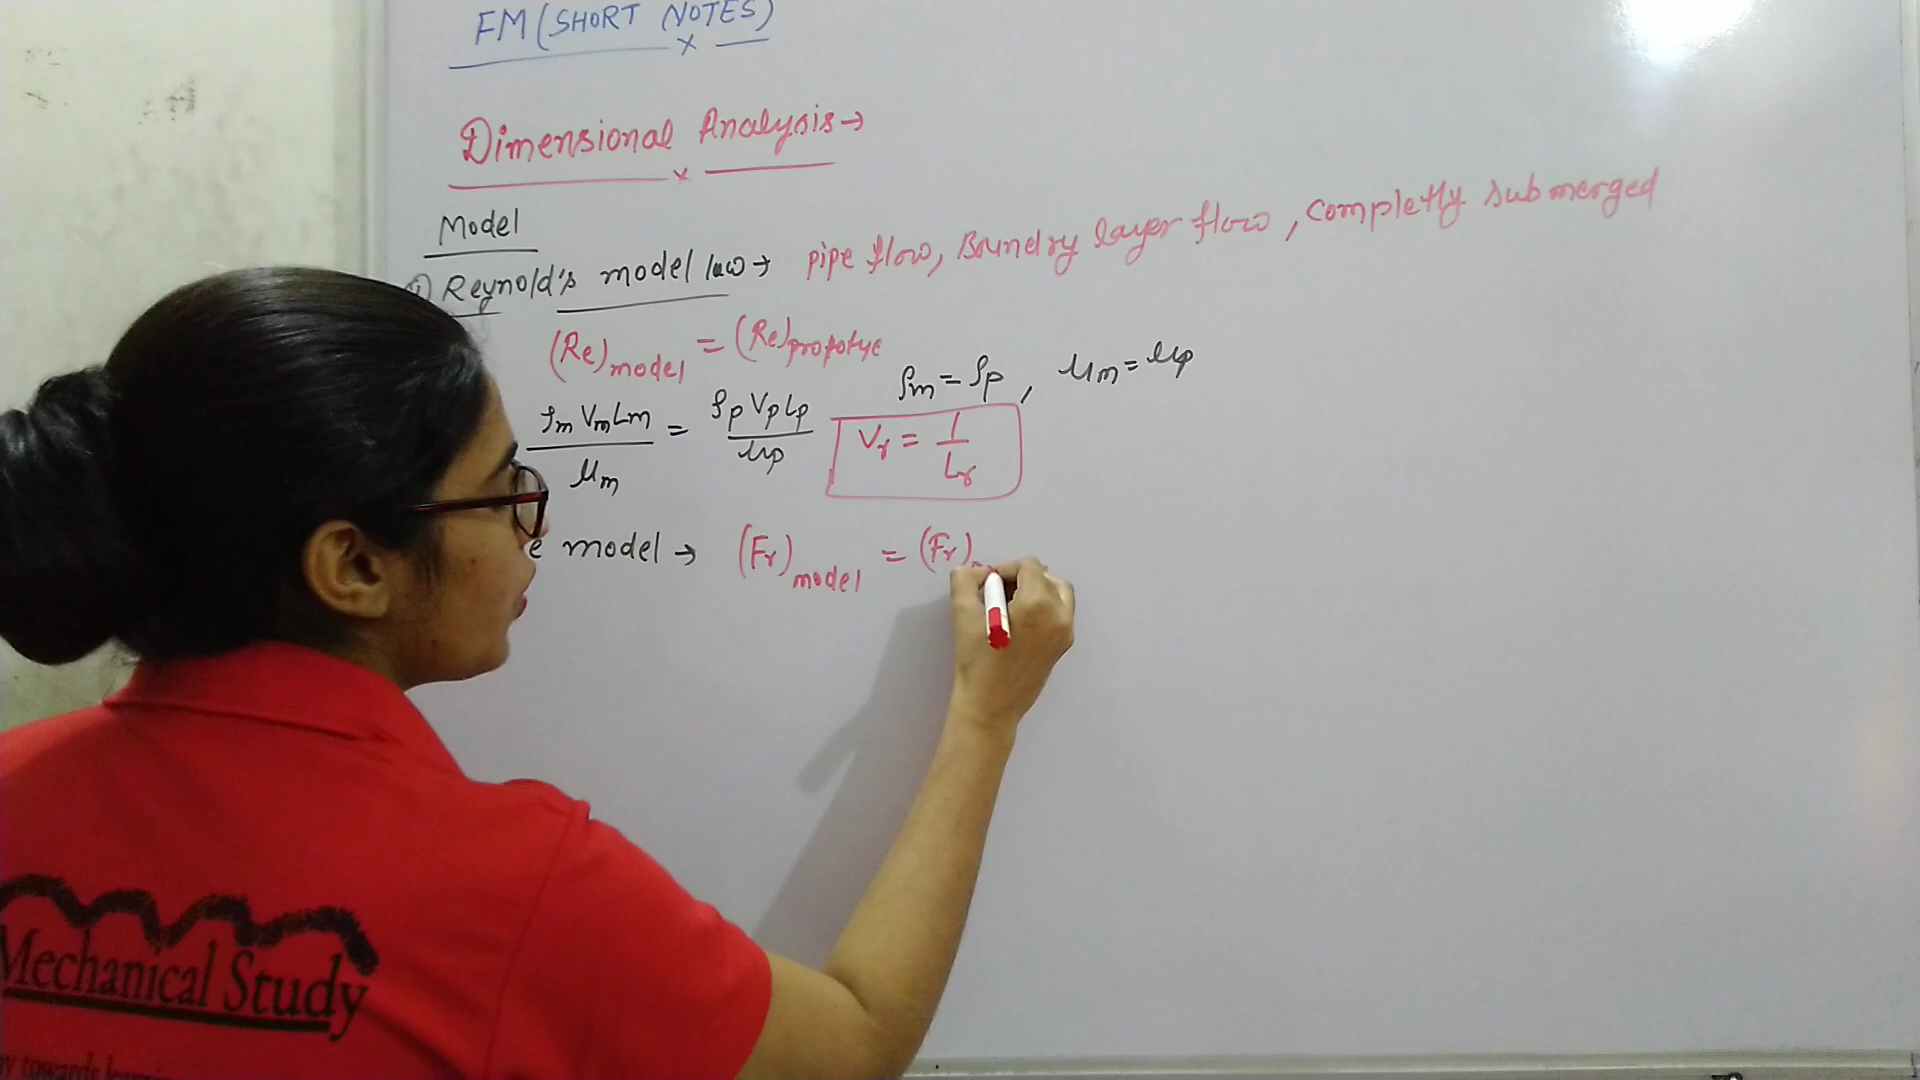 FM (SHORT NOTES)
Dimensional Analysis→
Model
① Reynold's model law → pipe flow, Boundry layer flow, completly submerged
(Re)model = (Re)propotye
ρm = ρp, μm = μp
ρm Vm Lm / μm = ρp Vp Lp / μp
Vr = 1 / Lr
e model → (Fr)model = (Fr)
Mechanical Study
towards